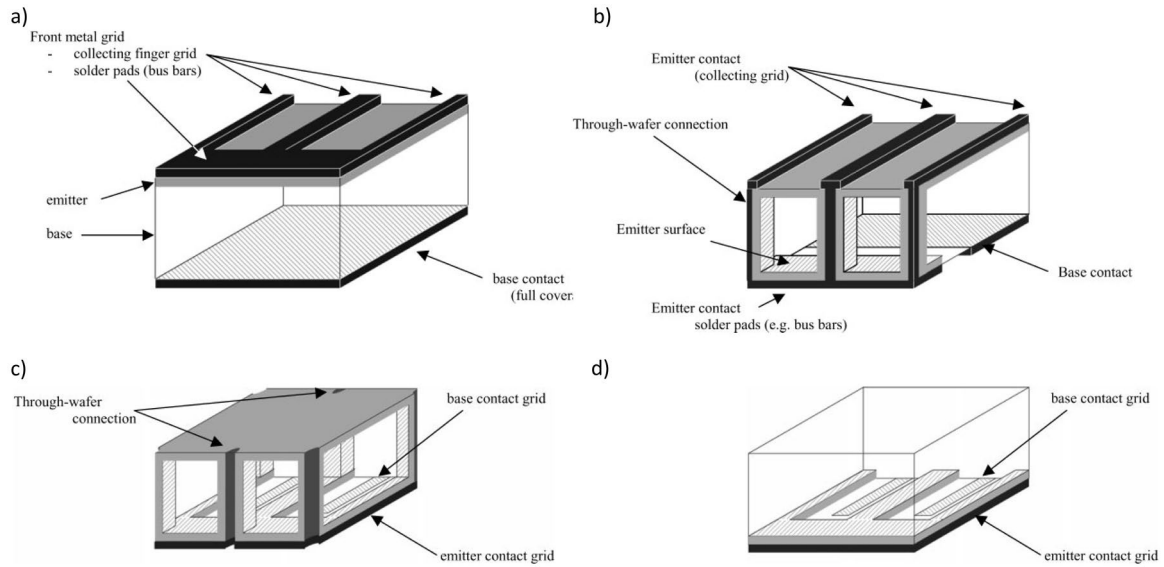 a)
Front metal grid
- collecting finger grid
- solder pads (bus bars)
emitter
base
base contact
(full cover
b)
Emitter contact
(collecting grid)
Through-wafer connection
Emitter surface
Base contact
Emitter contact
solder pads (e.g. bus bars)
c)
Through-wafer
connection
base contact grid
emitter contact grid
d)
base contact grid
emitter contact grid